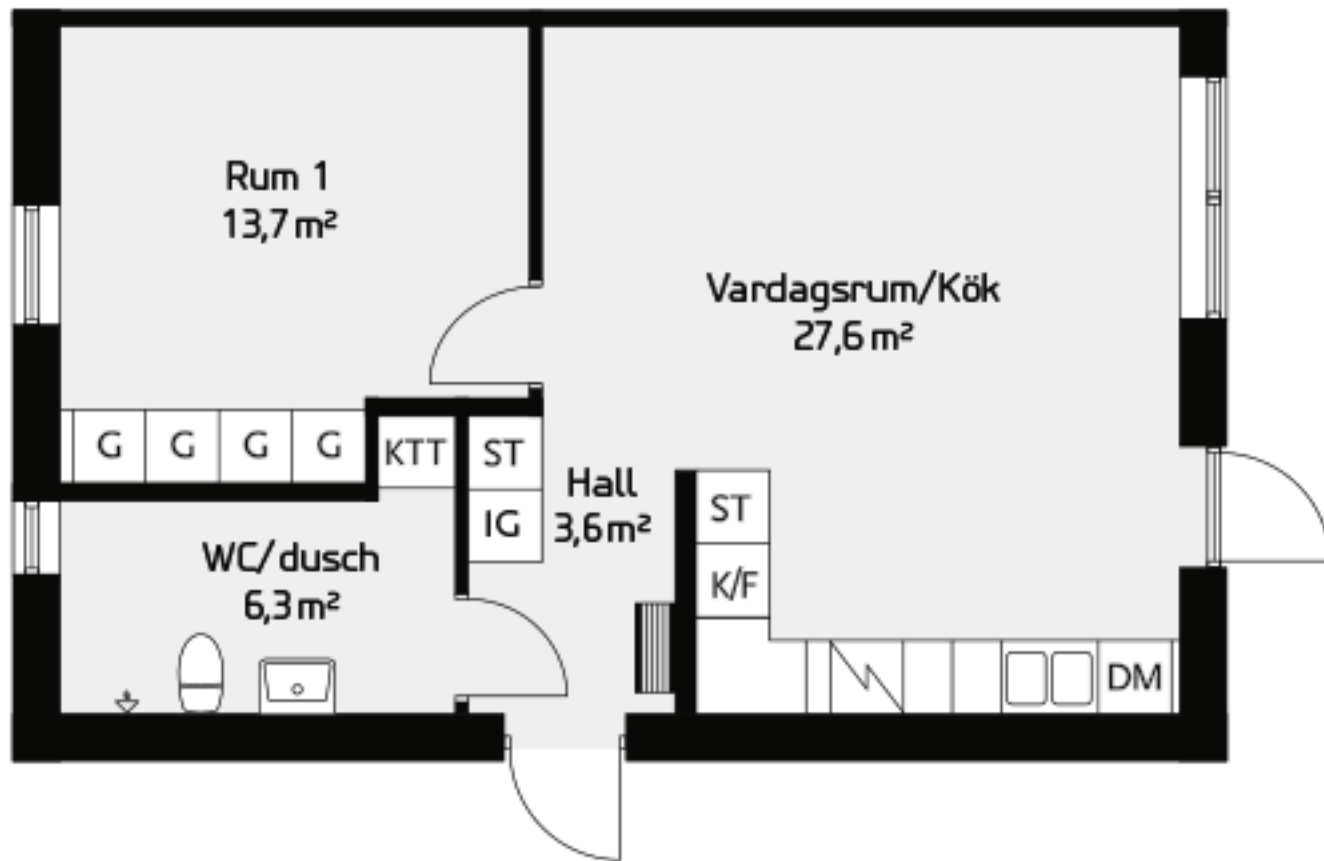 Rum 1
13,7 m²
Vardagsrum/Kök
27,6 m²
G G G G KTT ST
Hall
3,6 m²
IG
ST
WC/dusch
6,3 m²
K/F
DM